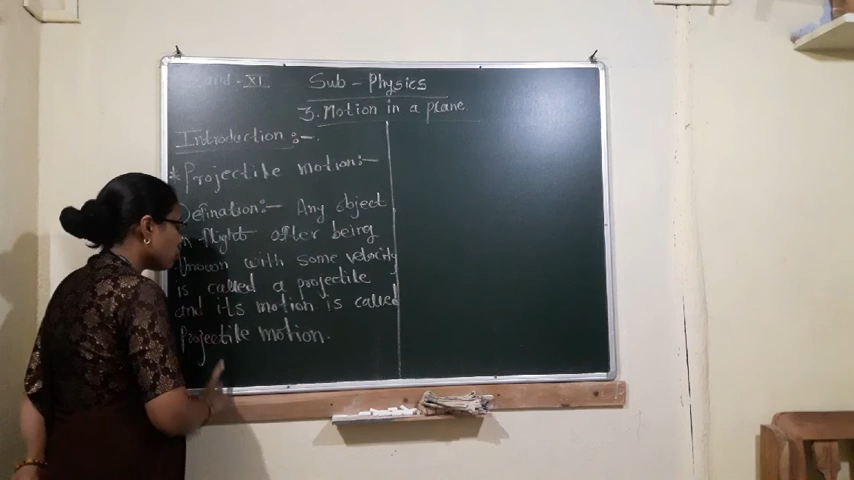 XI
Sub - Physics
3. Motion in a plane
Introduction :-
* Projectile motion:-
Defination:- Any object
in flight after being
thrown with some velocity
is called a projectile
and its motion is called
Projectile motion.